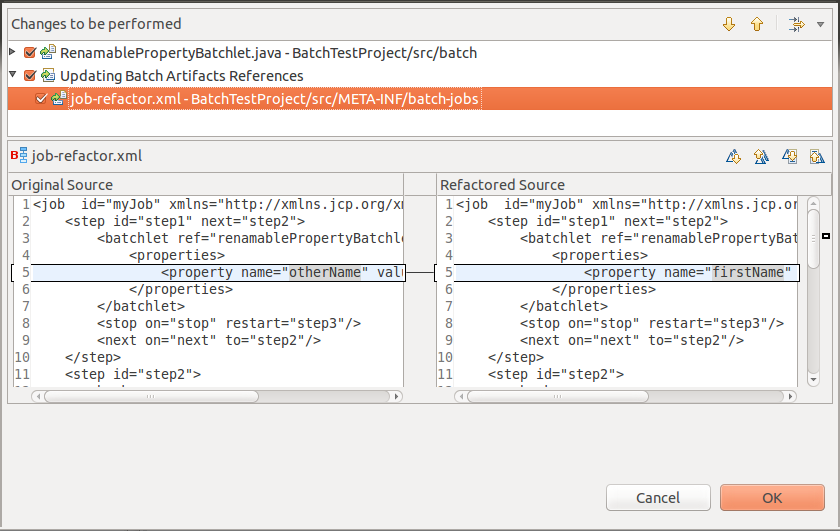 Changes to be performed
RenamablePropertyBatchlet.java - BatchTestProject/src/batch
Updating Batch Artifacts References
job-refactor.xml - BatchTestProject/src/META-INF/batch-jobs
B job-refactor.xml
Original Source
1 <job  id="myJob" xmlns="http://xmlns.jcp.org/xm
2     <step id="step1" next="step2">
3         <batchlet ref="renamablePropertyBatchle
4             <properties>
5                 <property name="otherName" valu
6             </properties>
7         </batchlet>
8         <stop on="stop" restart="step3"/>
9         <next on="next" to="step2"/>
10     </step>
11     <step id="step2">
Refactored Source
1 <job  id="myJob" xmlns="http://xmlns.jcp.or
2     <step id="step1" next="step2">
3         <batchlet ref="renamablePropertyBat
4             <properties>
5                 <property name="firstName"
6             </properties>
7         </batchlet>
8         <stop on="stop" restart="step3"/>
9         <next on="next" to="step2"/>
10     </step>
11     <step id="step2">
Cancel
OK